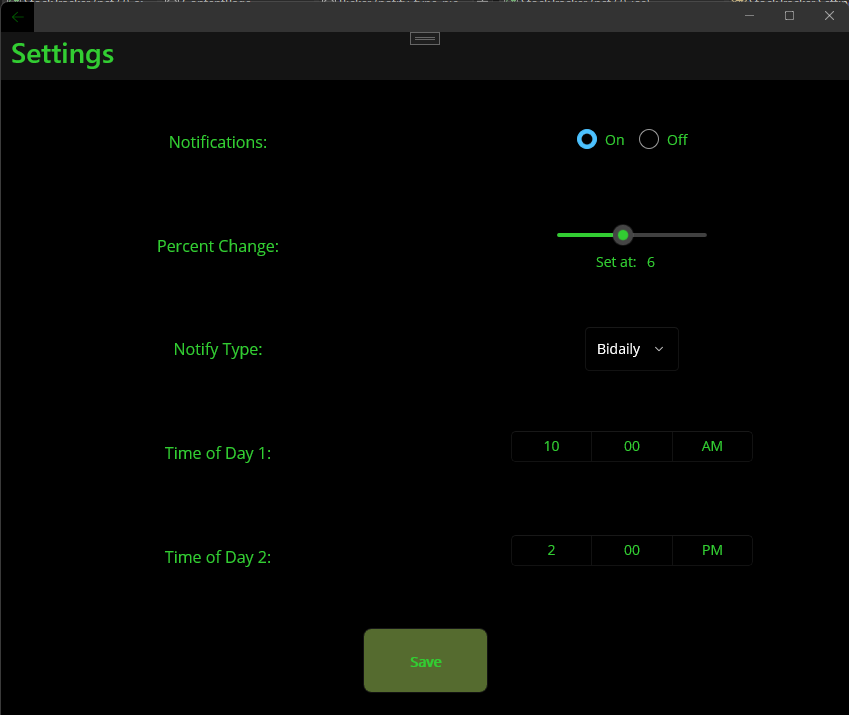 Settings
Notifications:
On Off
Percent Change:
Set at: 6
Notify Type:
Bidaily
Time of Day 1:
10 00 AM
Time of Day 2:
2 00 PM
Save